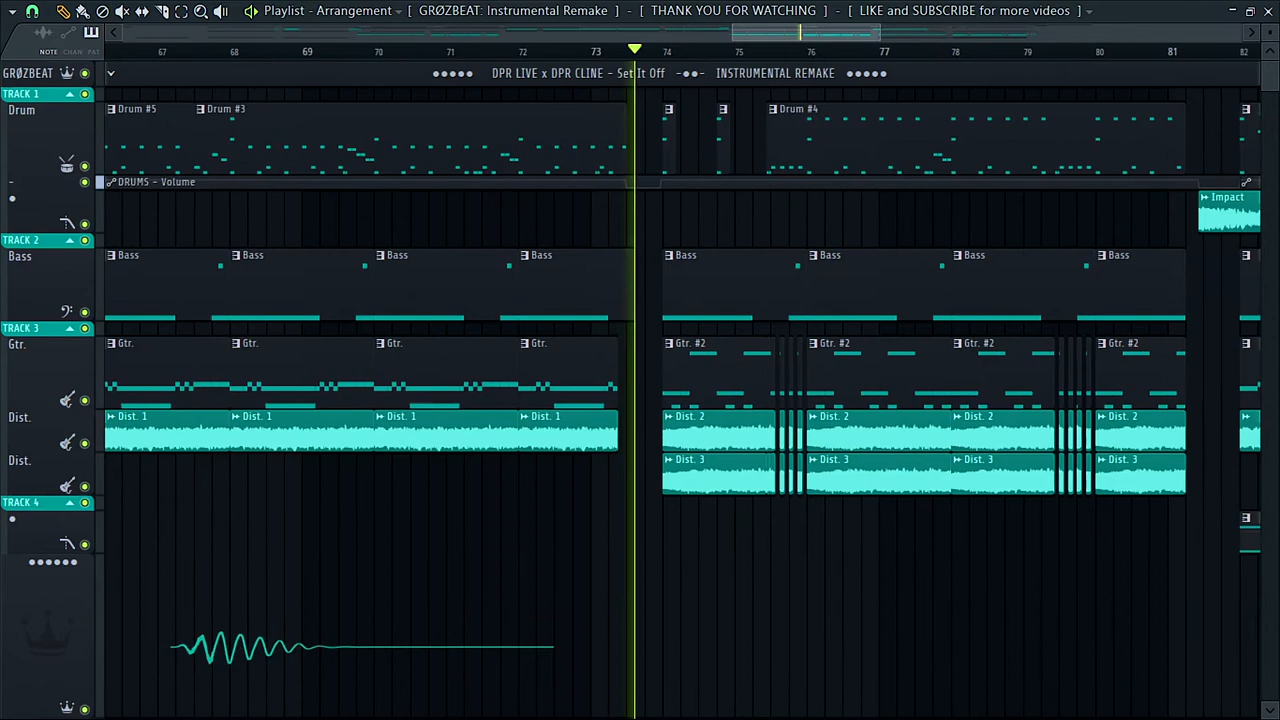 Playlist - Arrangement ▸ [ GRØZBEAT: Instrumental Remake ▸ [ THANK YOU FOR WATCHING ▸ [ LIKE and SUBSCRIBE for more videos ]
NOTE CHAN PAT
67 68 69 70 71 72 73 74 75 76 77 78 79 80 81 82
GRØZBEAT
●●●●● DPR LIVE x DPR CLINE - Set It Off -●●- INSTRUMENTAL REMAKE ●●●●●
TRACK 1
Drum
Drum #5 Drum #3 Drum #4
DRUMS - Volume
Impact
TRACK 2
Bass
Bass Bass Bass Bass Bass Bass Bass Bass
TRACK 3
Gtr.
Gtr. Gtr. Gtr. Gtr. Gtr. #2 Gtr. #2 Gtr. #2 Gtr. #2
Dist.
Dist. 1 Dist. 1 Dist. 1 Dist. 1 Dist. 2 Dist. 2 Dist. 2 Dist. 2
Dist.
Dist. 3 Dist. 3 Dist. 3 Dist. 3
TRACK 4